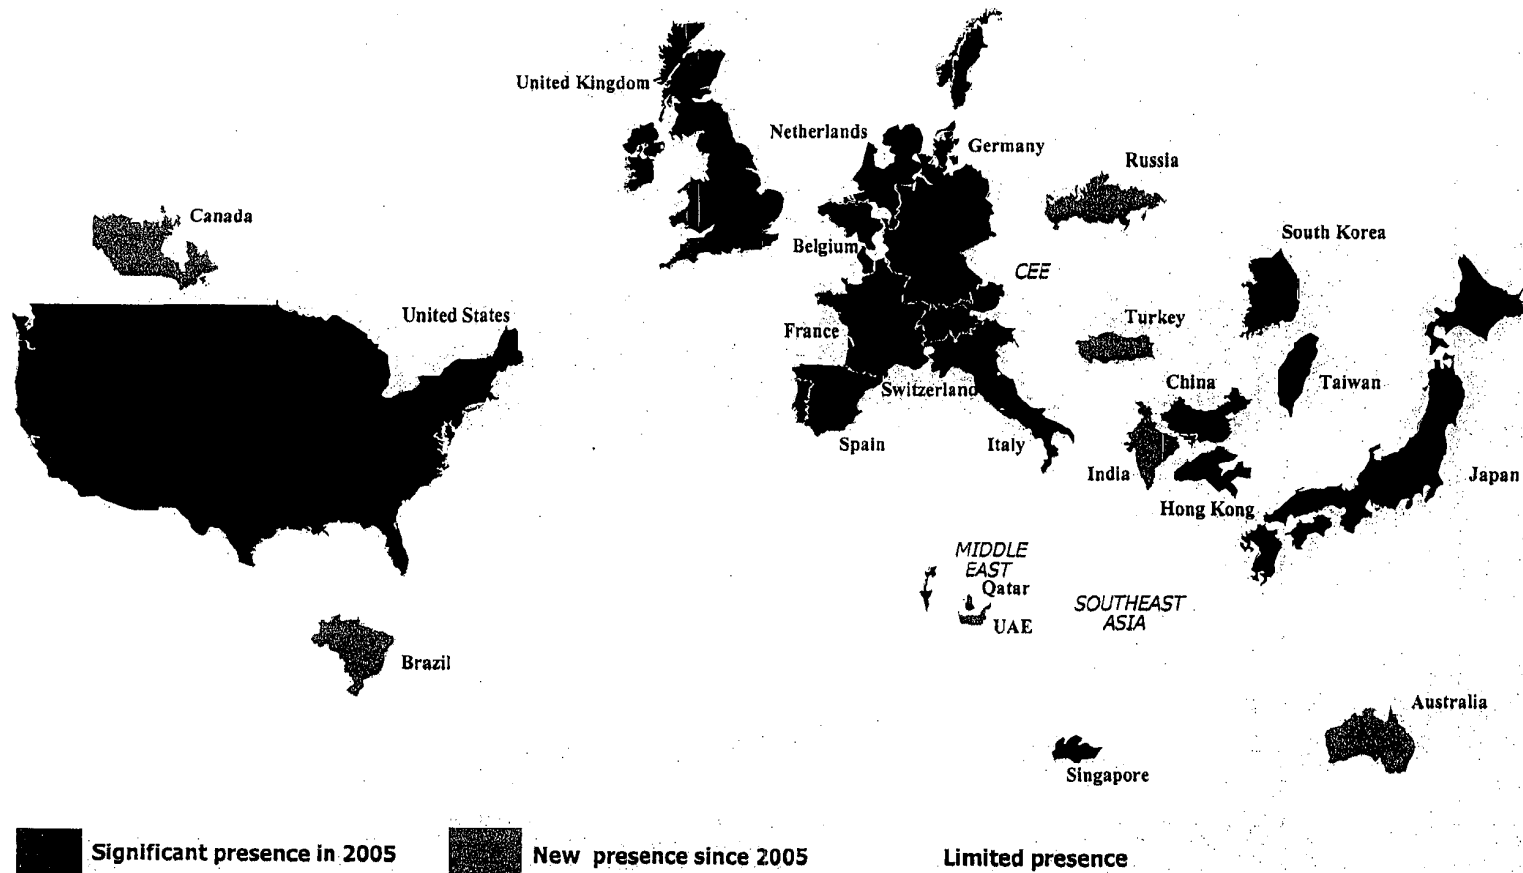 United Kingdom
Netherlands
Germany
Russia
Canada
South Korea
Belgium
CEE
United States
France
Turkey
Switzerland
China
Taiwan
Spain
Italy
India
Japan
Hong Kong
MIDDLE
EAST
Qatar
UAE
SOUTHEAST
ASIA
Brazil
Australia
Singapore
Significant presence in 2005
New presence since 2005
Limited presence